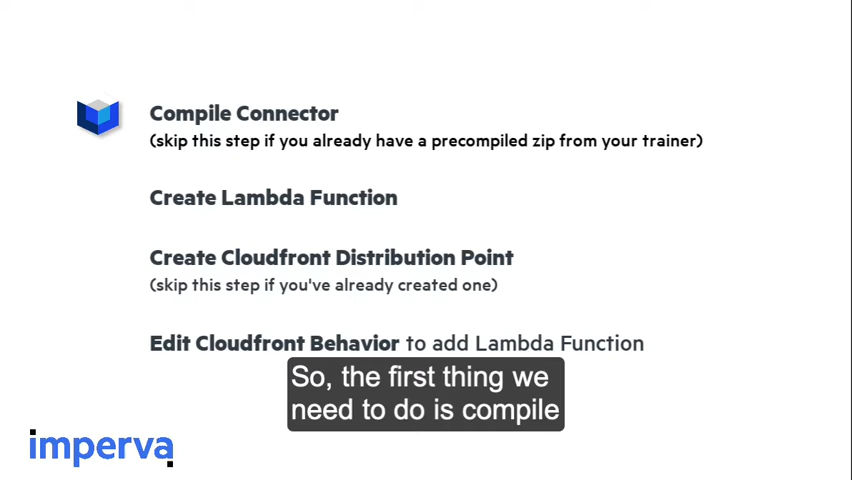 Compile Connector
(skip this step if you already have a precompiled zip from your trainer)
Create Lambda Function
Create Cloudfront Distribution Point
(skip this step if you've already created one)
Edit Cloudfront Behavior to add Lambda Function
So, the first thing we
need to do is compile
imperva